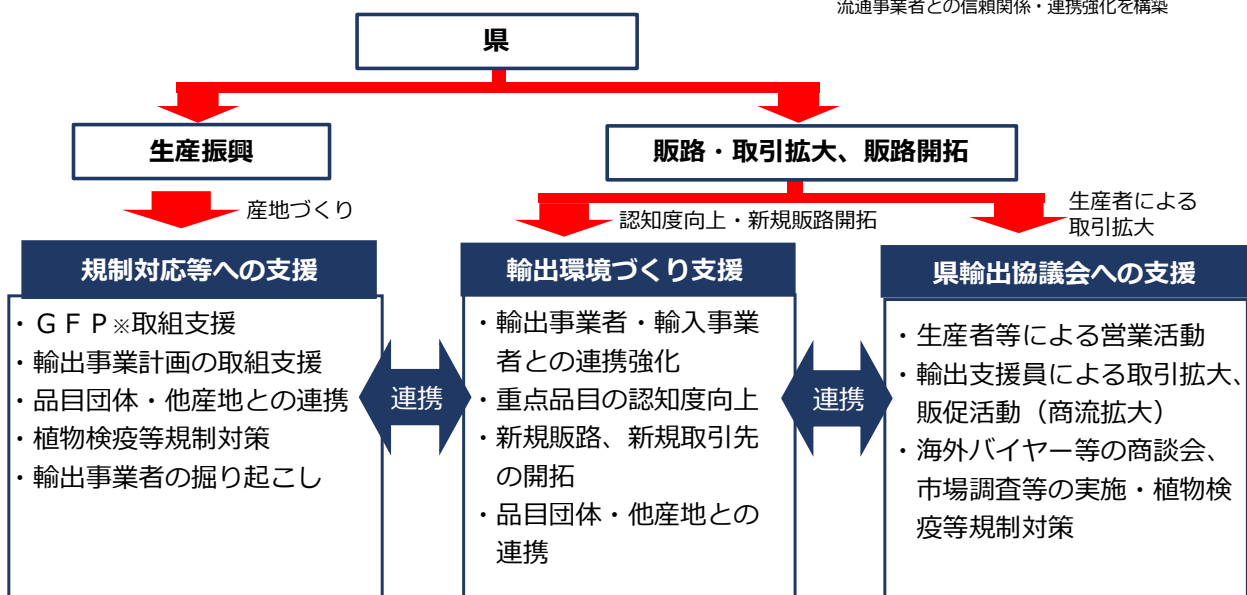 流通事業者との信頼関係・連携強化を構築
県
生産振興
販路・取引拡大、販路開拓
産地づくり
認知度向上・新規販路開拓
生産者による
取引拡大
規制対応等への支援
・ＧＦＰ※取組支援
・輸出事業計画の取組支援
・品目団体・他産地との連携
・植物検疫等規制対策
・輸出事業者の掘り起こし
連携
輸出環境づくり支援
・輸出事業者・輸入事業
者との連携強化
・重点品目の認知度向上
・新規販路、新規取引先
の開拓
・品目団体・他産地との
連携
連携
県輸出協議会への支援
・生産者等による営業活動
・輸出支援員による取引拡大、
販促活動（商流拡大）
・海外バイヤー等の商談会、
市場調査等の実施・植物検
疫等規制対策